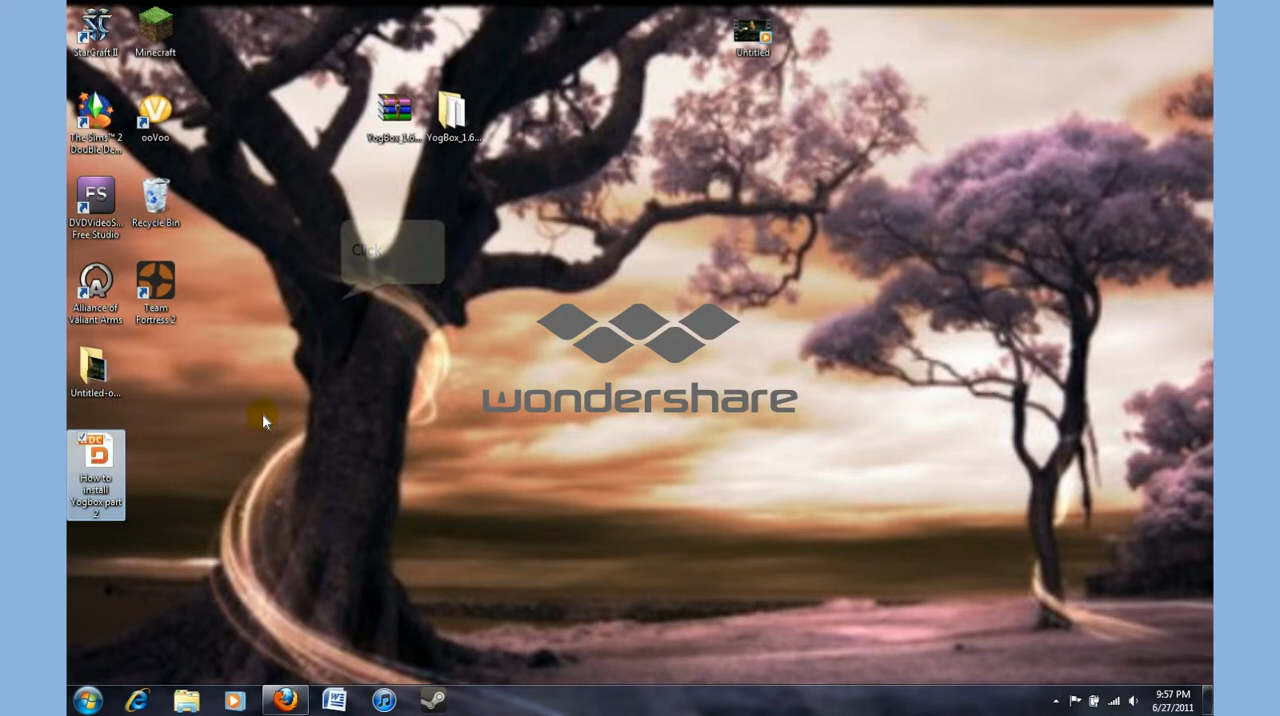 StarCraft II
Minecraft
Untitled
The Sims™ 2
Double De...
ooVoo
YogBox_1.6...
YogBox_1.6...
FS
DVDVideoS...
Free Studio
Recycle Bin
Click
Alliance of
Valiant Arms
Team
Fortress 2
wondershare
Untitled-o...
DC
How to
install
Yogbox part
2
9:57 PM
6/27/2011